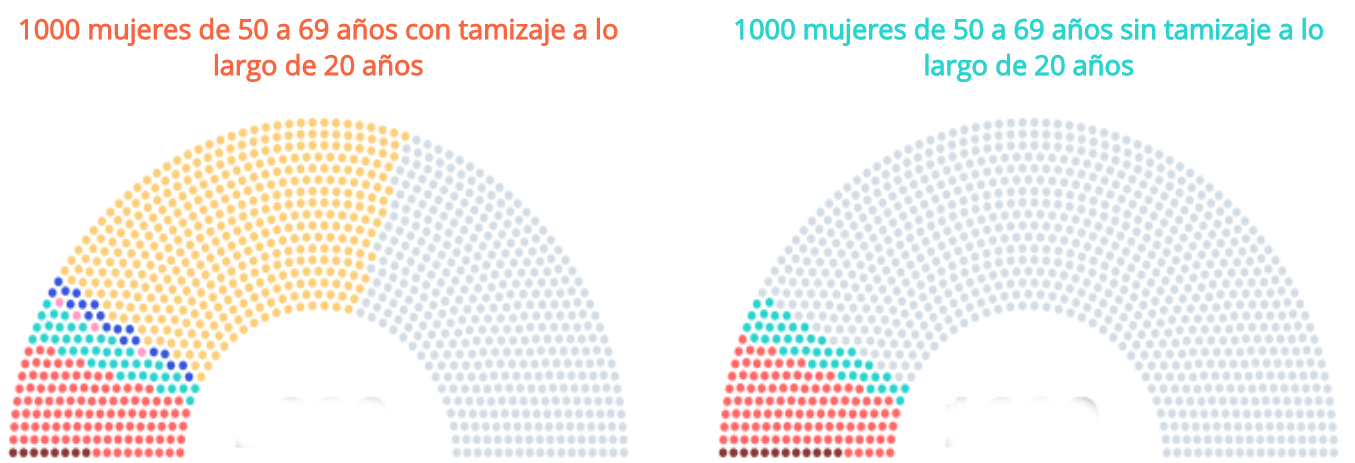 1000 mujeres de 50 a 69 años con tamizaje a lo
largo de 20 años
1000 mujeres de 50 a 69 años sin tamizaje a lo
largo de 20 años